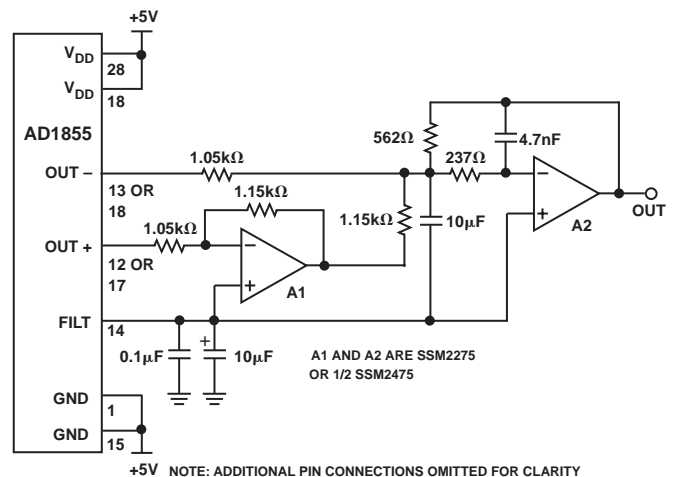 +5V
VDD
28
VDD
18
AD1855
OUT –
13 OR
18
OUT +
12 OR
17
FILT
14
GND
1
GND
15
+5V
1.05kΩ
1.05kΩ
1.15kΩ
1.15kΩ
A1
0.1μF
+
10μF
562Ω
237Ω
4.7nF
10μF
A2
OUT
–
+
–
+
A1 AND A2 ARE SSM2275
OR 1/2 SSM2475
NOTE: ADDITIONAL PIN CONNECTIONS OMITTED FOR CLARITY